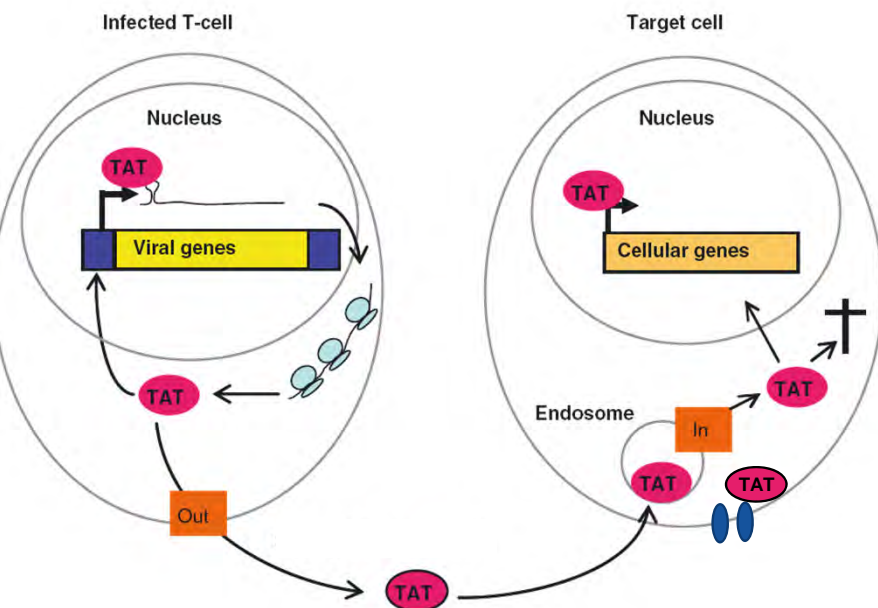 Infected T-cell
Target cell
Nucleus
Nucleus
TAT
TAT
Viral genes
Cellular genes
TAT
TAT
Endosome
In
TAT
TAT
Out
TAT